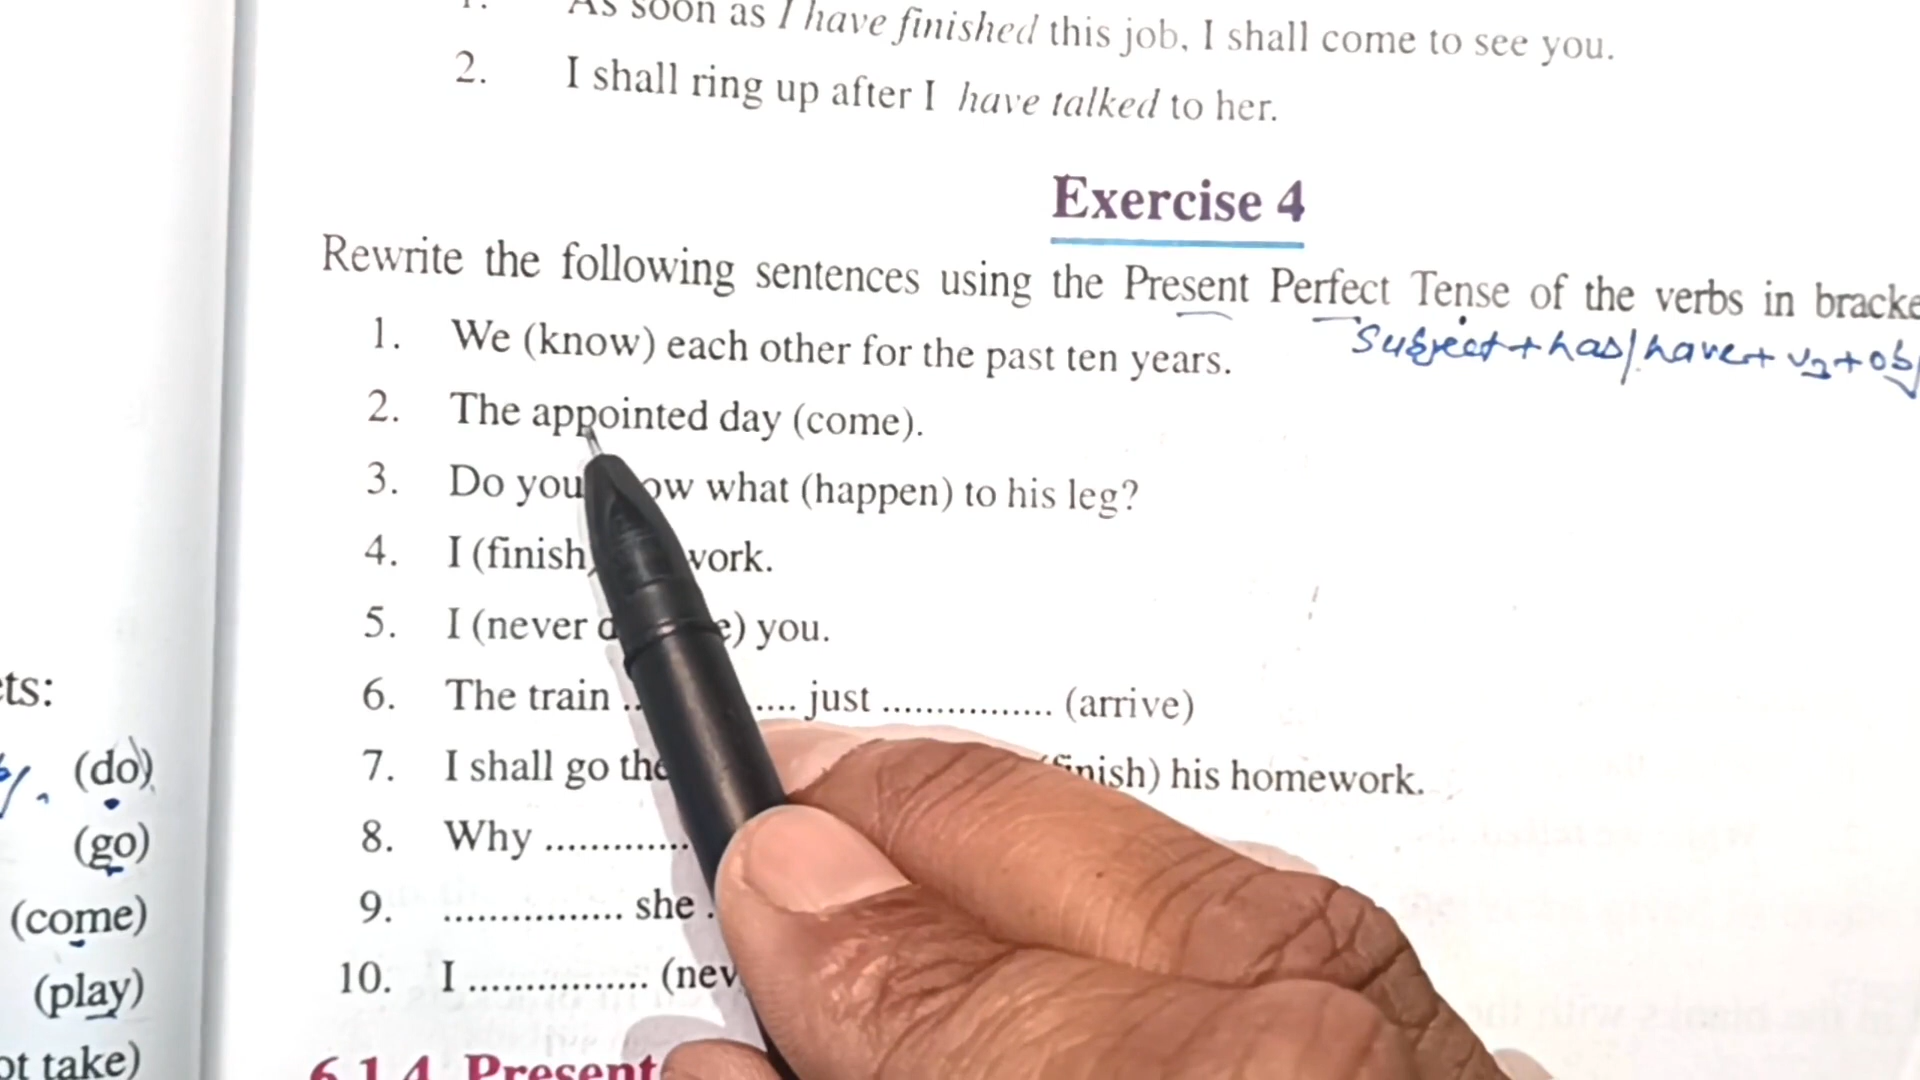 1. As soon as I have finished this job, I shall come to see you.
2. I shall ring up after I have talked to her.
Exercise 4
Rewrite the following sentences using the Present Perfect Tense of the verbs in bracke
Subject + has/have + v3 + obj
1. We (know) each other for the past ten years.
2. The appointed day (come).
3. Do you what (happen) to his leg?
4. I (finish work.
5. I (never you.
6. The train .... just ................ (arrive)
7. I shall go his homework.
8. Why .............
9. ................ she
10. I ................
6.1.4 Present
ets:
(do)
(go)
(come)
(play)
ot take)